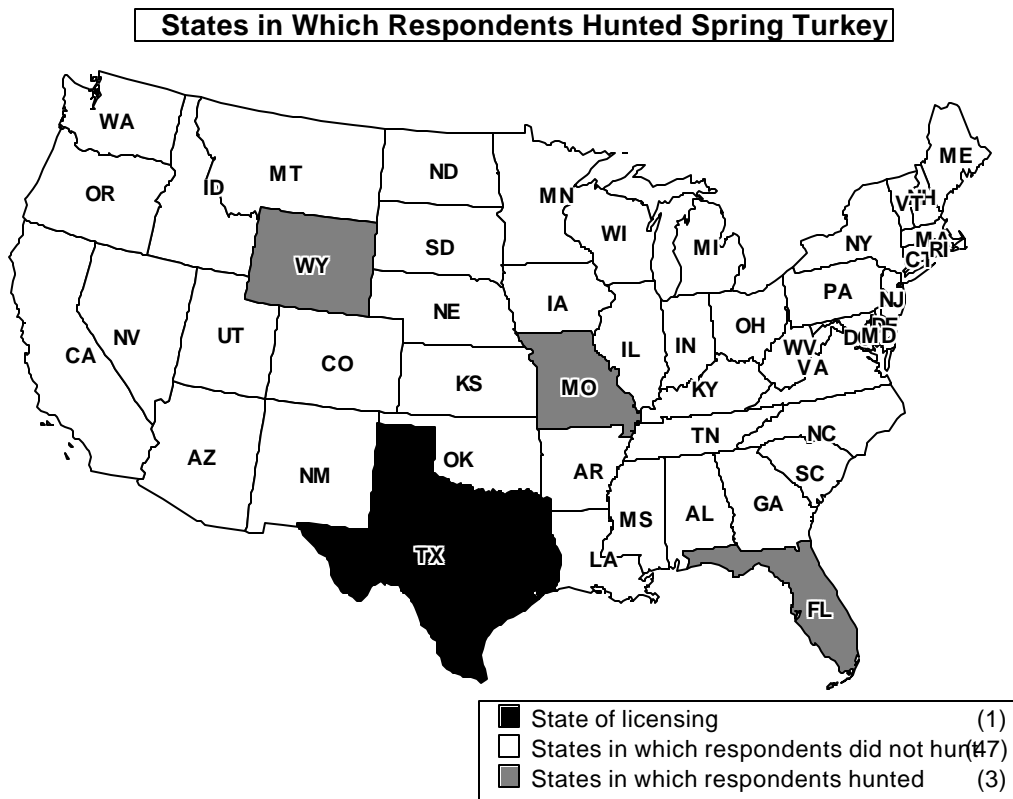 States in Which Respondents Hunted Spring Turkey
WA
MT
ND
ME
OR
ID
MN
VT
NH
SD
WI
MI
NY
MA
RI
CT
WY
NE
IA
PA
NJ
NV
UT
CO
IL
IN
OH
DE
DC
MD
WV
VA
CA
KS
MO
KY
AZ
NM
OK
AR
TN
NC
SC
MS
AL
GA
TX
LA
FL
State of licensing (1)
States in which respondents did not hunt (47)
States in which respondents hunted (3)